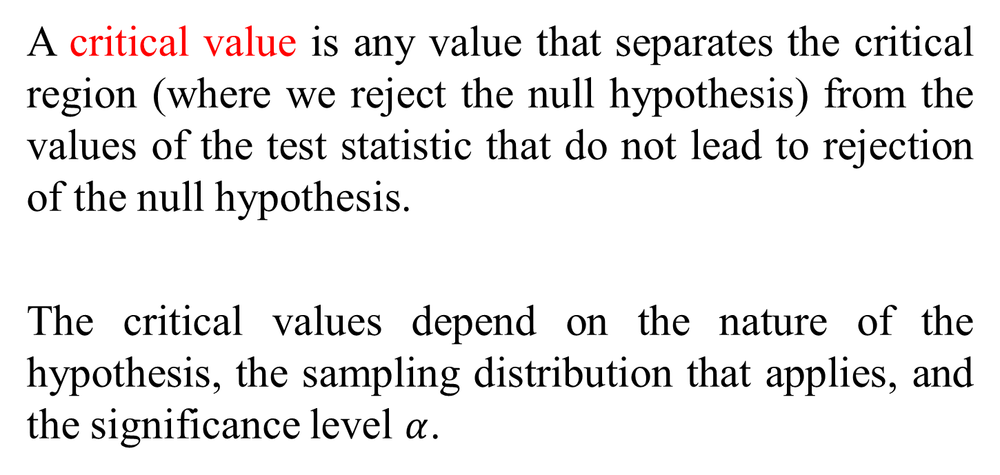 A critical value is any value that separates the critical
region (where we reject the null hypothesis) from the
values of the test statistic that do not lead to rejection
of the null hypothesis.
The critical values depend on the nature of the
hypothesis, the sampling distribution that applies, and
the significance level 𝛼.